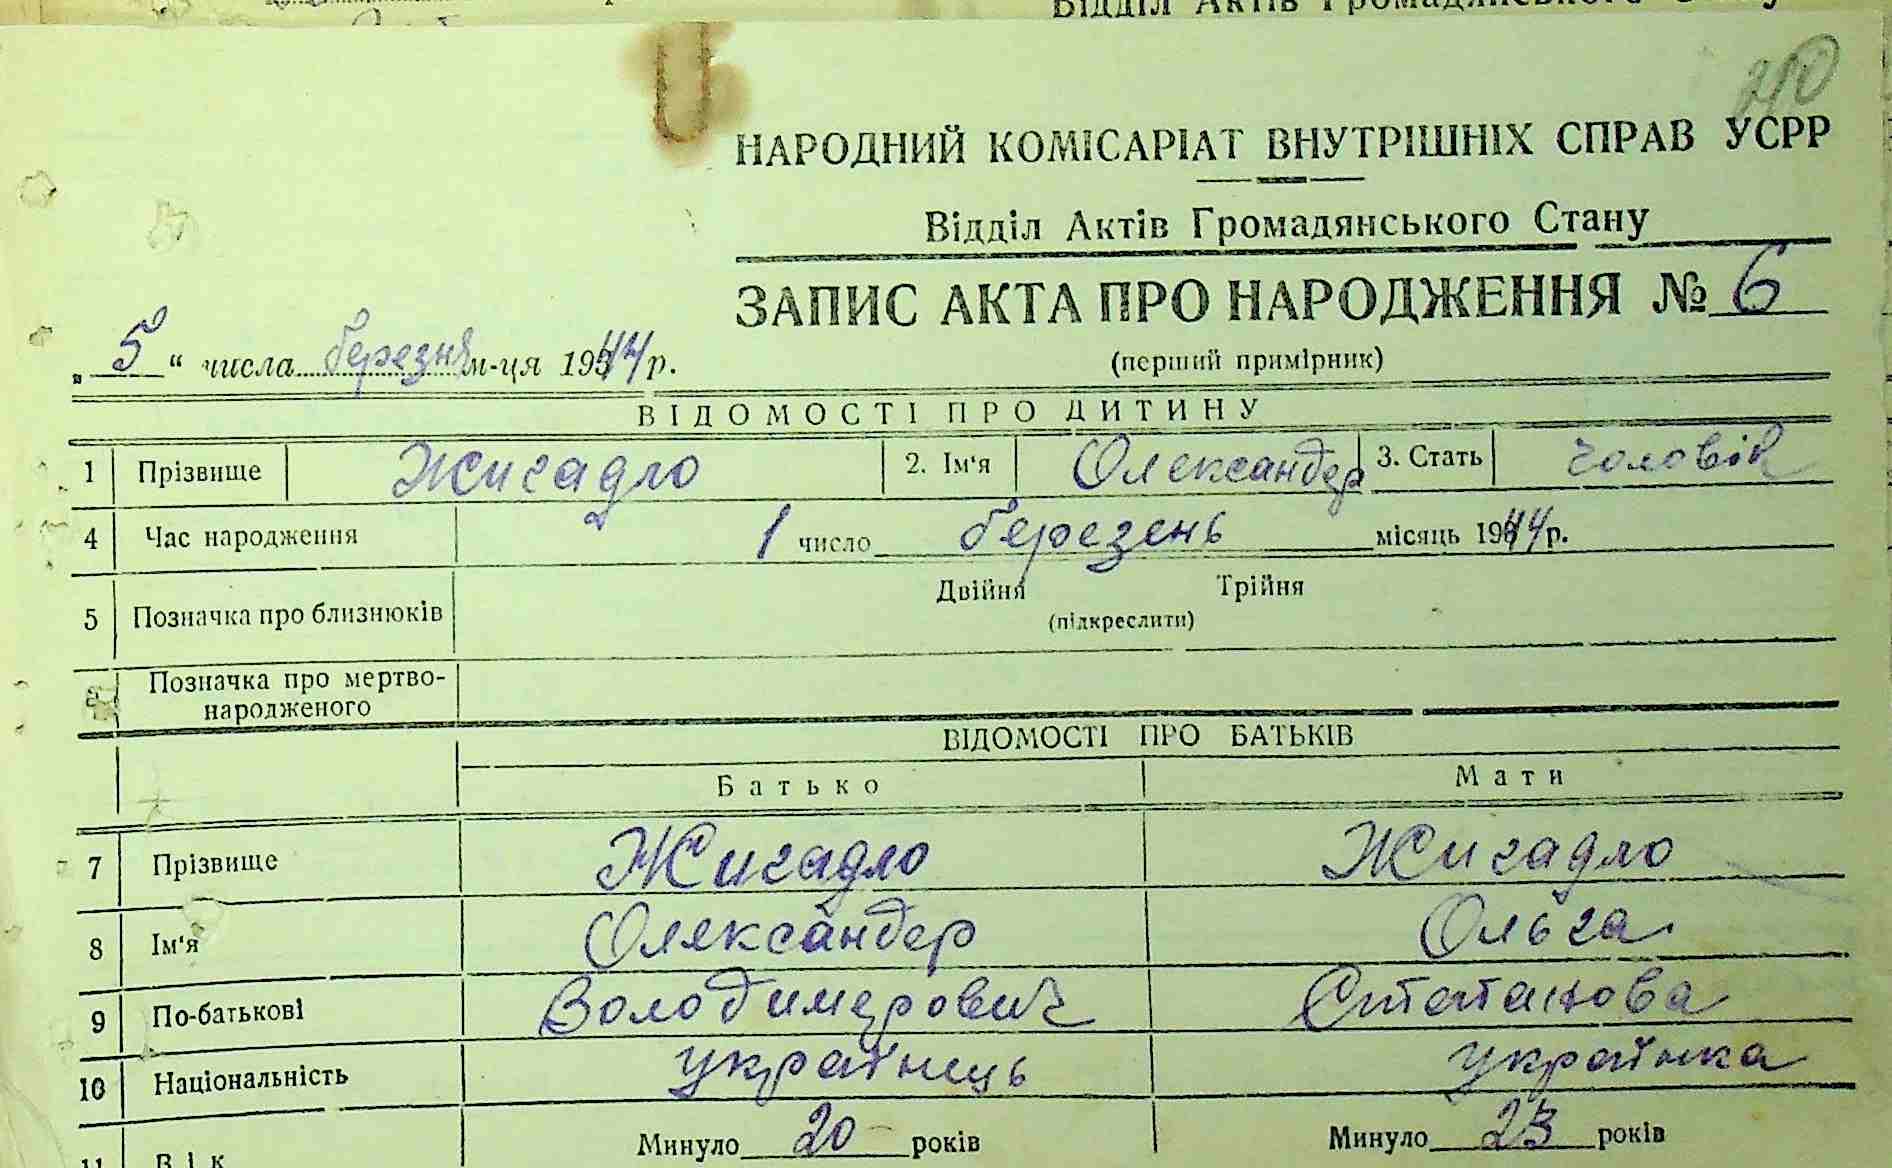 Відділ Актів Громадянського Стану
210
НАРОДНИЙ КОМІСАРІАТ ВНУТРІШНІХ СПРАВ УСРР
Відділ Актів Громадянського Стану
ЗАПИС АКТА ПРО НАРОДЖЕННЯ № 6
„ 5 “ числа березня м-ця 1944 р.
(перший примірник)
ВІДОМОСТІ ПРО ДИТИНУ
1 Прізвище Жигадло 2. Ім‘я Олександер 3. Стать чоловік
4 Час народження 1 число березень місяць 1944 р.
5 Позначка про близнюків Двійня Трійня
(підкреслити)
Позначка про мертво-
народженого
ВІДОМОСТІ ПРО БАТЬКІВ
Батько Мати
7 Прізвище Жигадло Жигадло
8 Ім‘я Олександер Ольга
9 По-батькові Володимерович Степанова
10 Національність українець українка
11 Вік Минуло 20 років Минуло 23 років